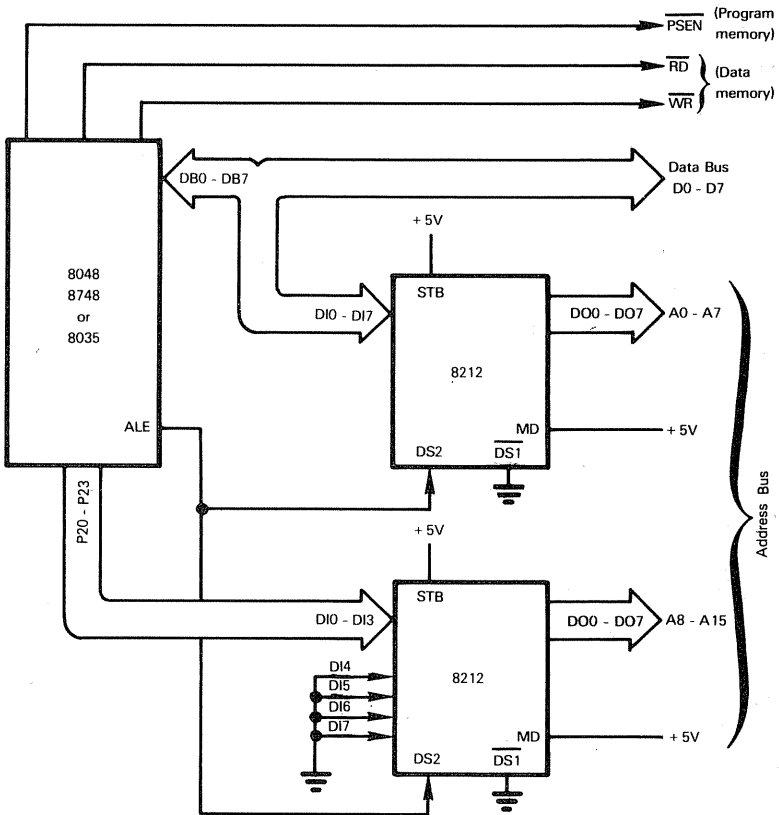 PSEN (Program memory)
RD
WR
(Data memory)
DB0 - DB7
Data Bus
D0 - D7
+ 5V
8048
8748
or
8035
STB
DI0 - DI7
DO0 - DO7
A0 - A7
8212
ALE
MD
+ 5V
DS2
DS1
P20 - P23
+ 5V
STB
DI0 - DI3
DO0 - DO7
A8 - A15
DI4
DI5
DI6
DI7
8212
MD
+ 5V
DS2
DS1
Address Bus